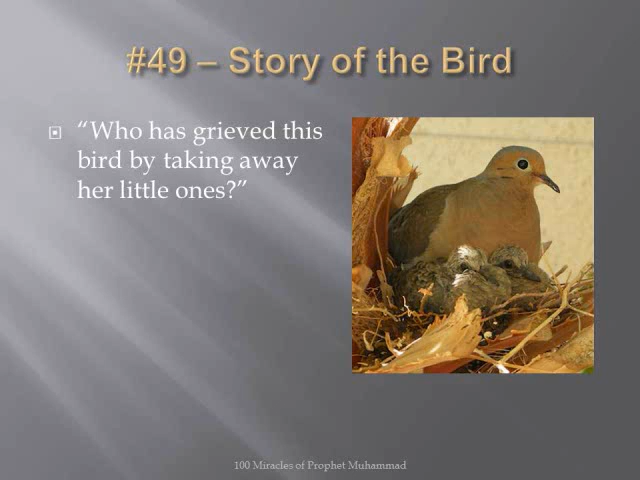 #49 – Story of the Bird
“Who has grieved this
bird by taking away
her little ones?”
100 Miracles of Prophet Muhammad